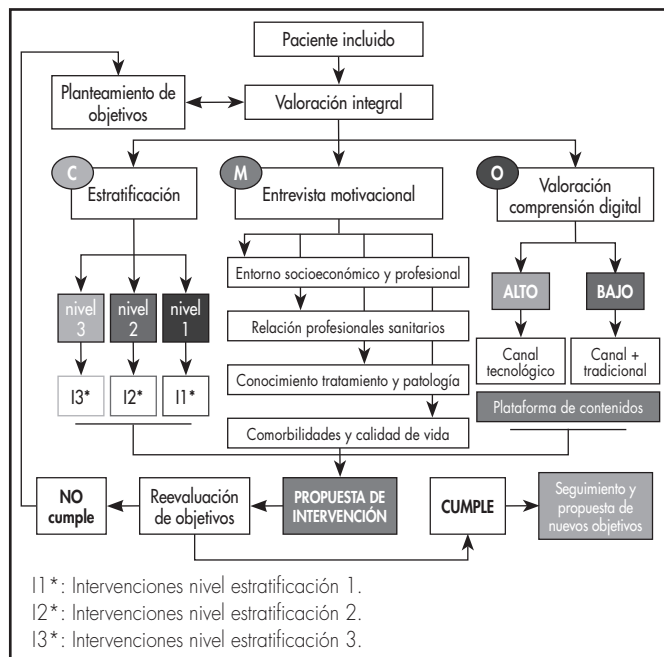 Paciente incluido
Planteamiento de
objetivos
Valoración integral
C
Estratificación
M
Entrevista motivacional
O
Valoración
comprensión digital
nivel
3
nivel
2
nivel
1
I3*
I2*
I1*
Entorno socioeconómico y profesional
Relación profesionales sanitarios
Conocimiento tratamiento y patología
Comorbilidades y calidad de vida
ALTO
BAJO
Canal
tecnológico
Canal +
tradicional
Plataforma de contenidos
NO
cumple
Reevaluación
de objetivos
PROPUESTA DE
INTERVENCIÓN
CUMPLE
Seguimiento y
propuesta de
nuevos objetivos
I1*: Intervenciones nivel estratificación 1.
I2*: Intervenciones nivel estratificación 2.
I3*: Intervenciones nivel estratificación 3.